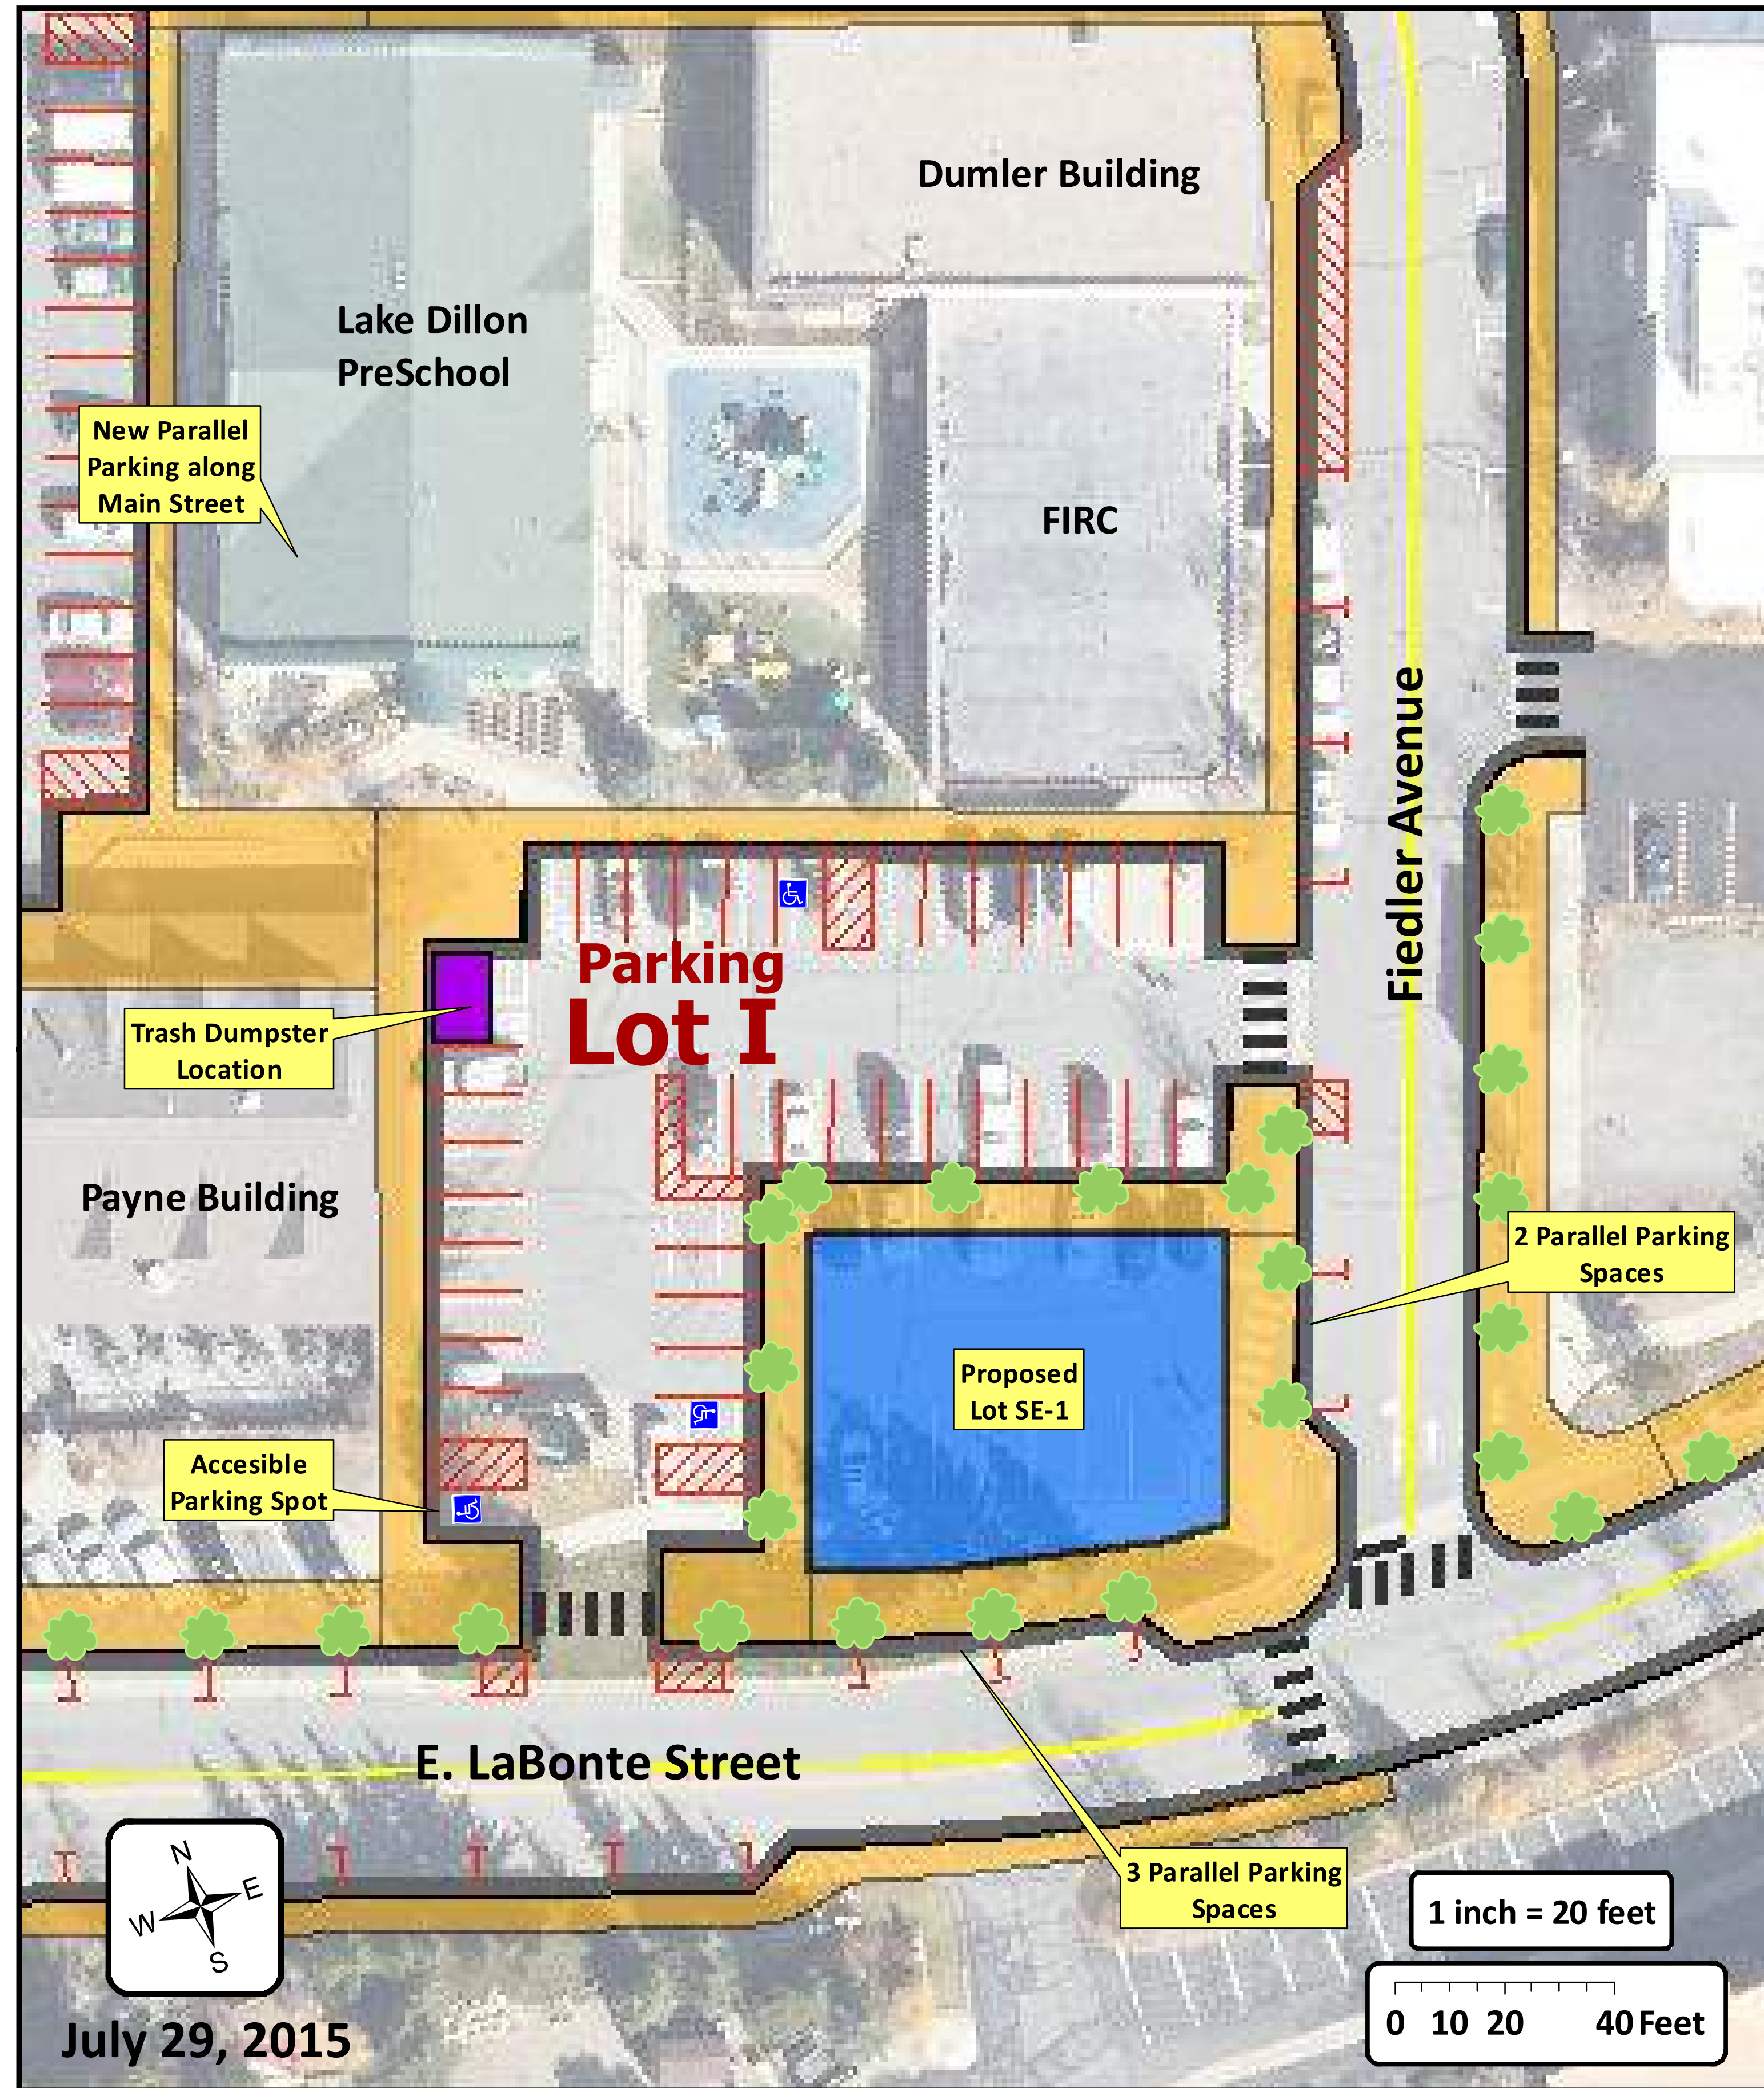 Dumler Building
Lake Dillon
PreSchool
New Parallel
Parking along
Main Street
FIRC
Fiedler Avenue
Parking
Lot I
Trash Dumpster
Location
Payne Building
2 Parallel Parking
Spaces
Proposed
Lot SE-1
Accesible
Parking Spot
E. LaBonte Street
3 Parallel Parking
Spaces
N
E
W
S
1 inch = 20 feet
0 10 20 40 Feet
July 29, 2015